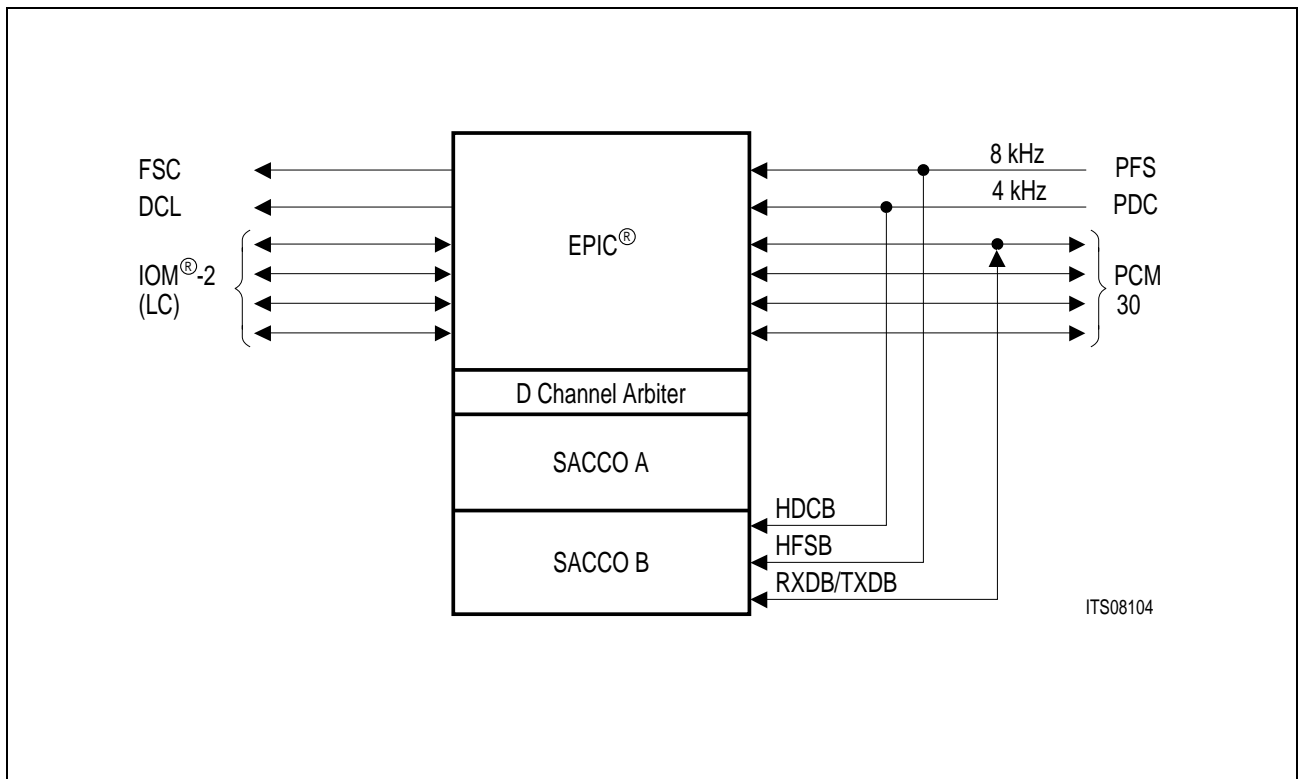 FSC
DCL
IOM®-2
(LC)
EPIC®
8 kHz
PFS
4 kHz
PDC
PCM
30
D Channel Arbiter
SACCO A
SACCO B
HDCB
HFSB
RXDB/TXDB
ITS08104